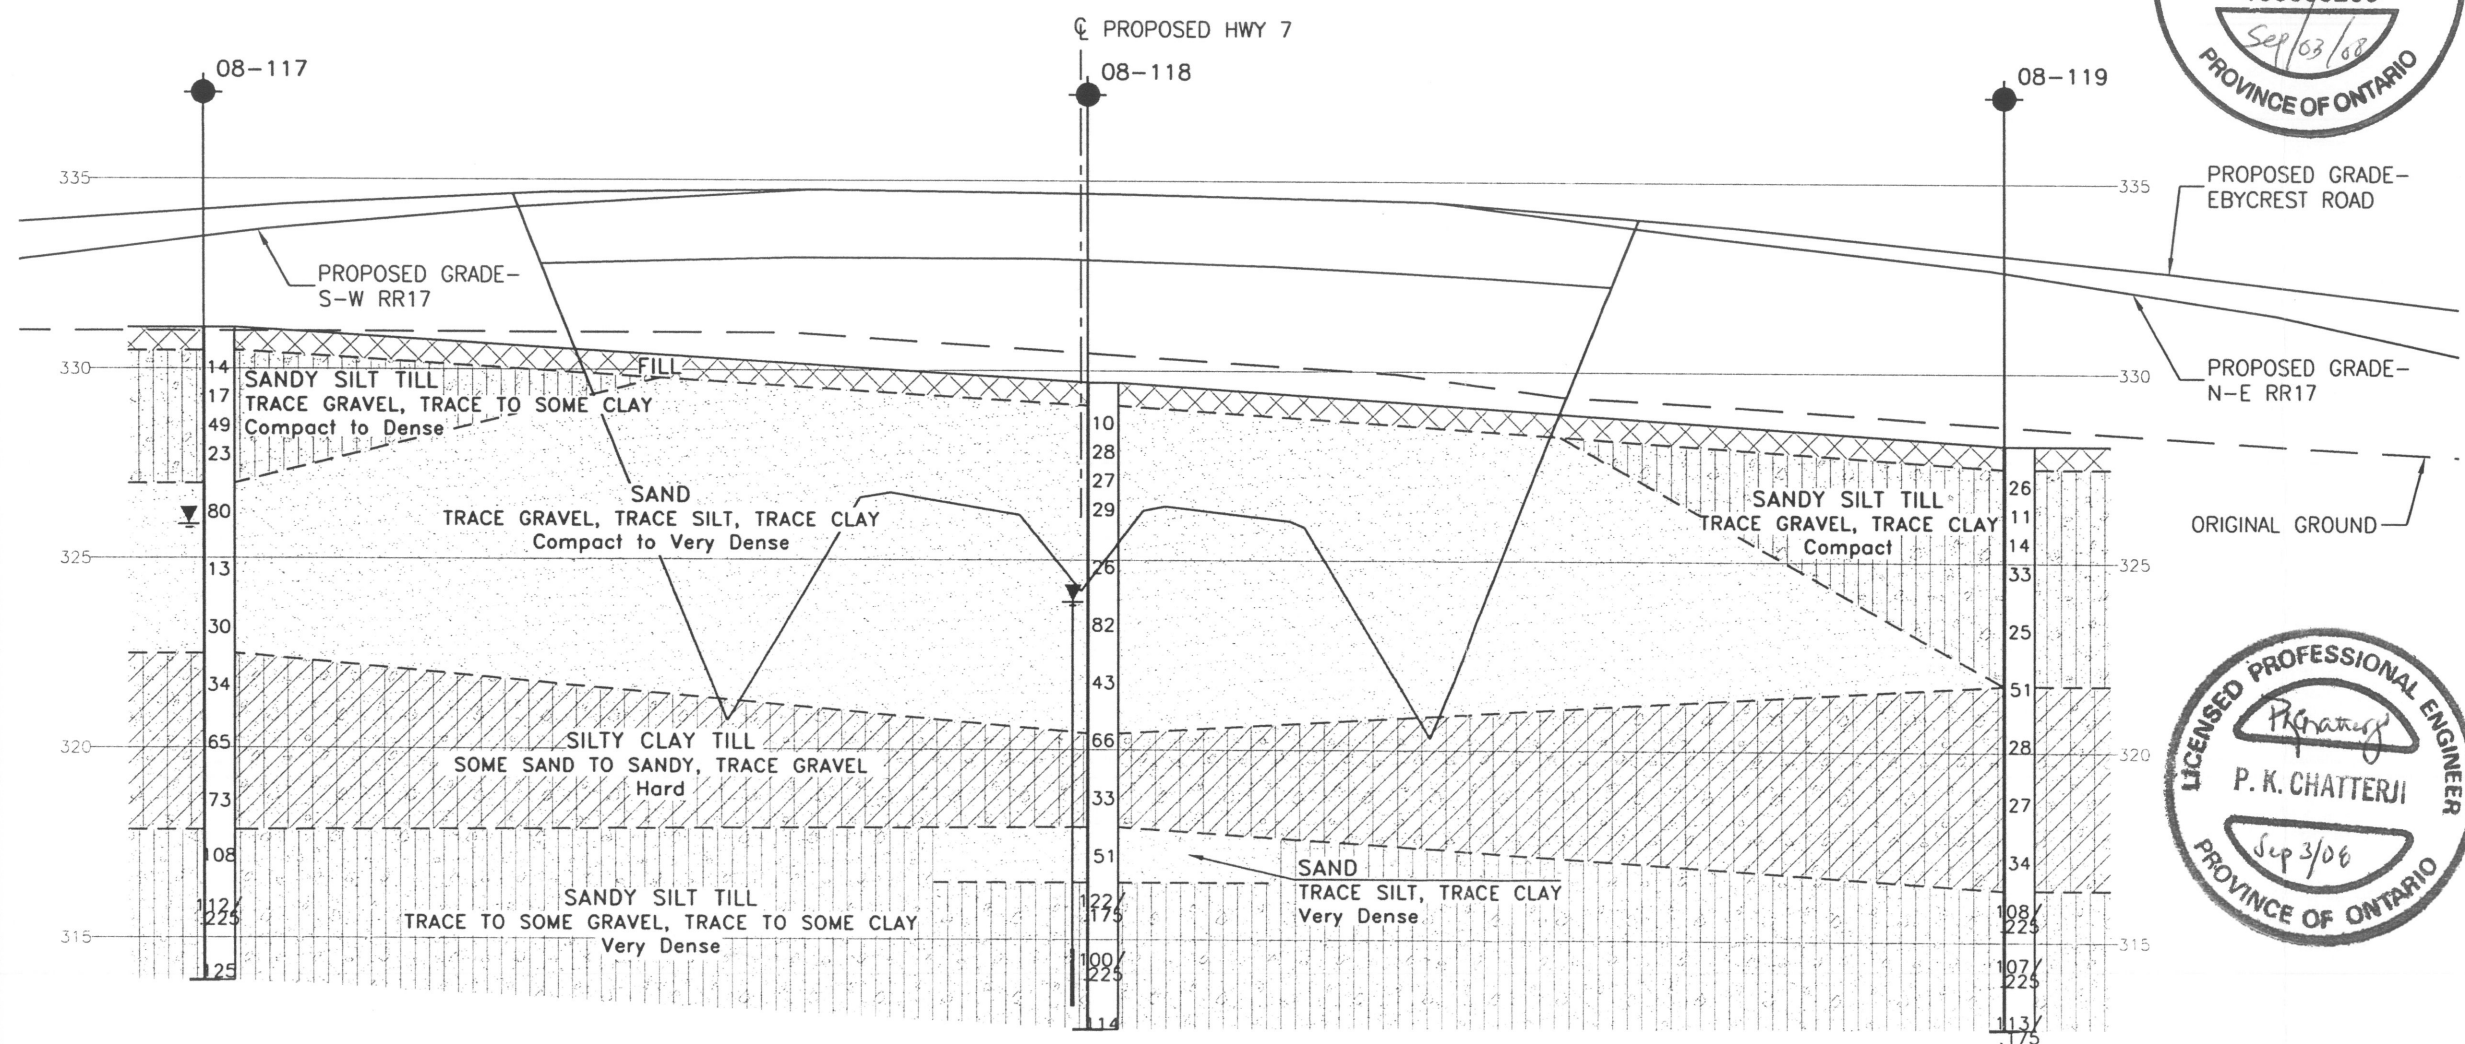 ℄ PROPOSED HWY 7
08-117
08-118
08-119
Sep/03/08
PROVINCE OF ONTARIO
335
335
PROPOSED GRADE-
EBYCREST ROAD
PROPOSED GRADE-
S-W RR17
330
330
PROPOSED GRADE-
N-E RR17
FILL
SANDY SILT TILL
TRACE GRAVEL, TRACE TO SOME CLAY
Compact to Dense
14
17
49
23
80
13
30
34
65
73
108
112/
.225
125
SAND
TRACE GRAVEL, TRACE SILT, TRACE CLAY
Compact to Very Dense
10
28
27
29
26
82
43
66
33
51
122/
.175
100/
.225
114
SANDY SILT TILL
TRACE GRAVEL, TRACE CLAY
Compact
26
11
14
33
25
51
28
27
34
108/
.225
107/
.225
113/
.175
ORIGINAL GROUND
325
325
SILTY CLAY TILL
SOME SAND TO SANDY, TRACE GRAVEL
Hard
320
320
SAND
TRACE SILT, TRACE CLAY
Very Dense
SANDY SILT TILL
TRACE TO SOME GRAVEL, TRACE TO SOME CLAY
Very Dense
315
315
LICENSED PROFESSIONAL ENGINEER
P. K. CHATTERJI
Sep 3/08
PROVINCE OF ONTARIO